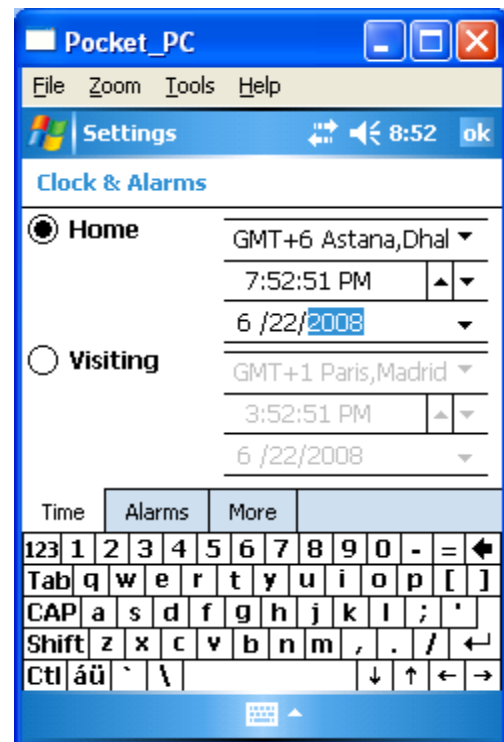 Pocket_PC
File Zoom Tools Help
Settings 8:52 ok
Clock & Alarms
Home
GMT+6 Astana,Dhal
7:52:51 PM
6 /22/2008
Visiting
GMT+1 Paris,Madrid
3:52:51 PM
6 /22/2008
Time Alarms More
123 1 2 3 4 5 6 7 8 9 0 - = 🡄
Tab q w e r t y u i o p [ ]
CAP a s d f g h j k l ; '
Shift z x c v b n m , . / ↵
Ctl áü ` \ ↓ ↑ ← →